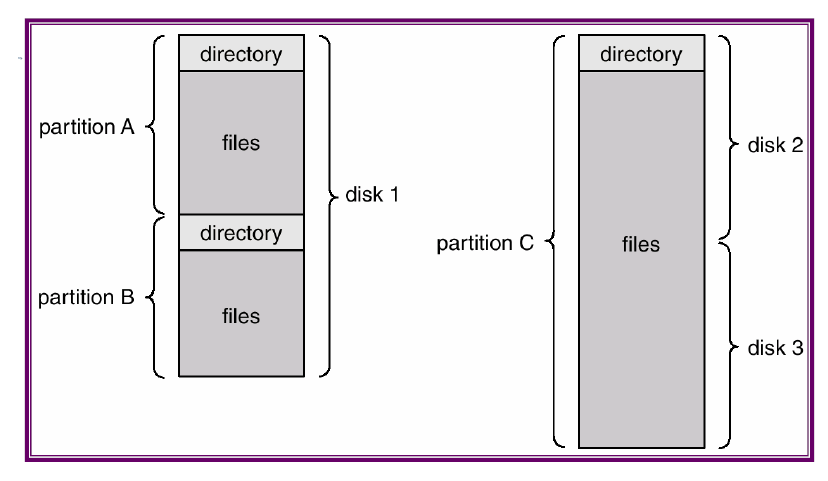 directory
partition A
files
disk 1
directory
partition B
files
directory
disk 2
partition C
files
disk 3